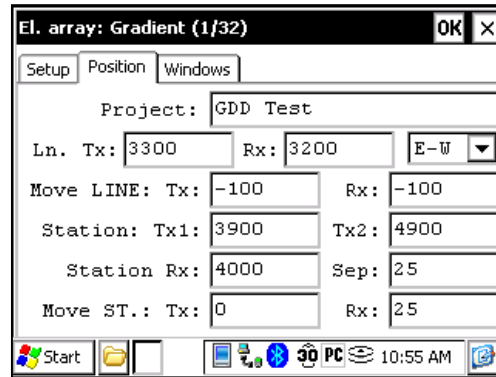 El. array: Gradient (1/32) OK ×
Setup Position Windows
Project: GDD Test
Ln. Tx: 3300 Rx: 3200 E-W
Move LINE: Tx: -100 Rx: -100
Station: Tx1: 3900 Tx2: 4900
Station Rx: 4000 Sep: 25
Move ST.: Tx: 0 Rx: 25
Start 30 PC 10:55 AM